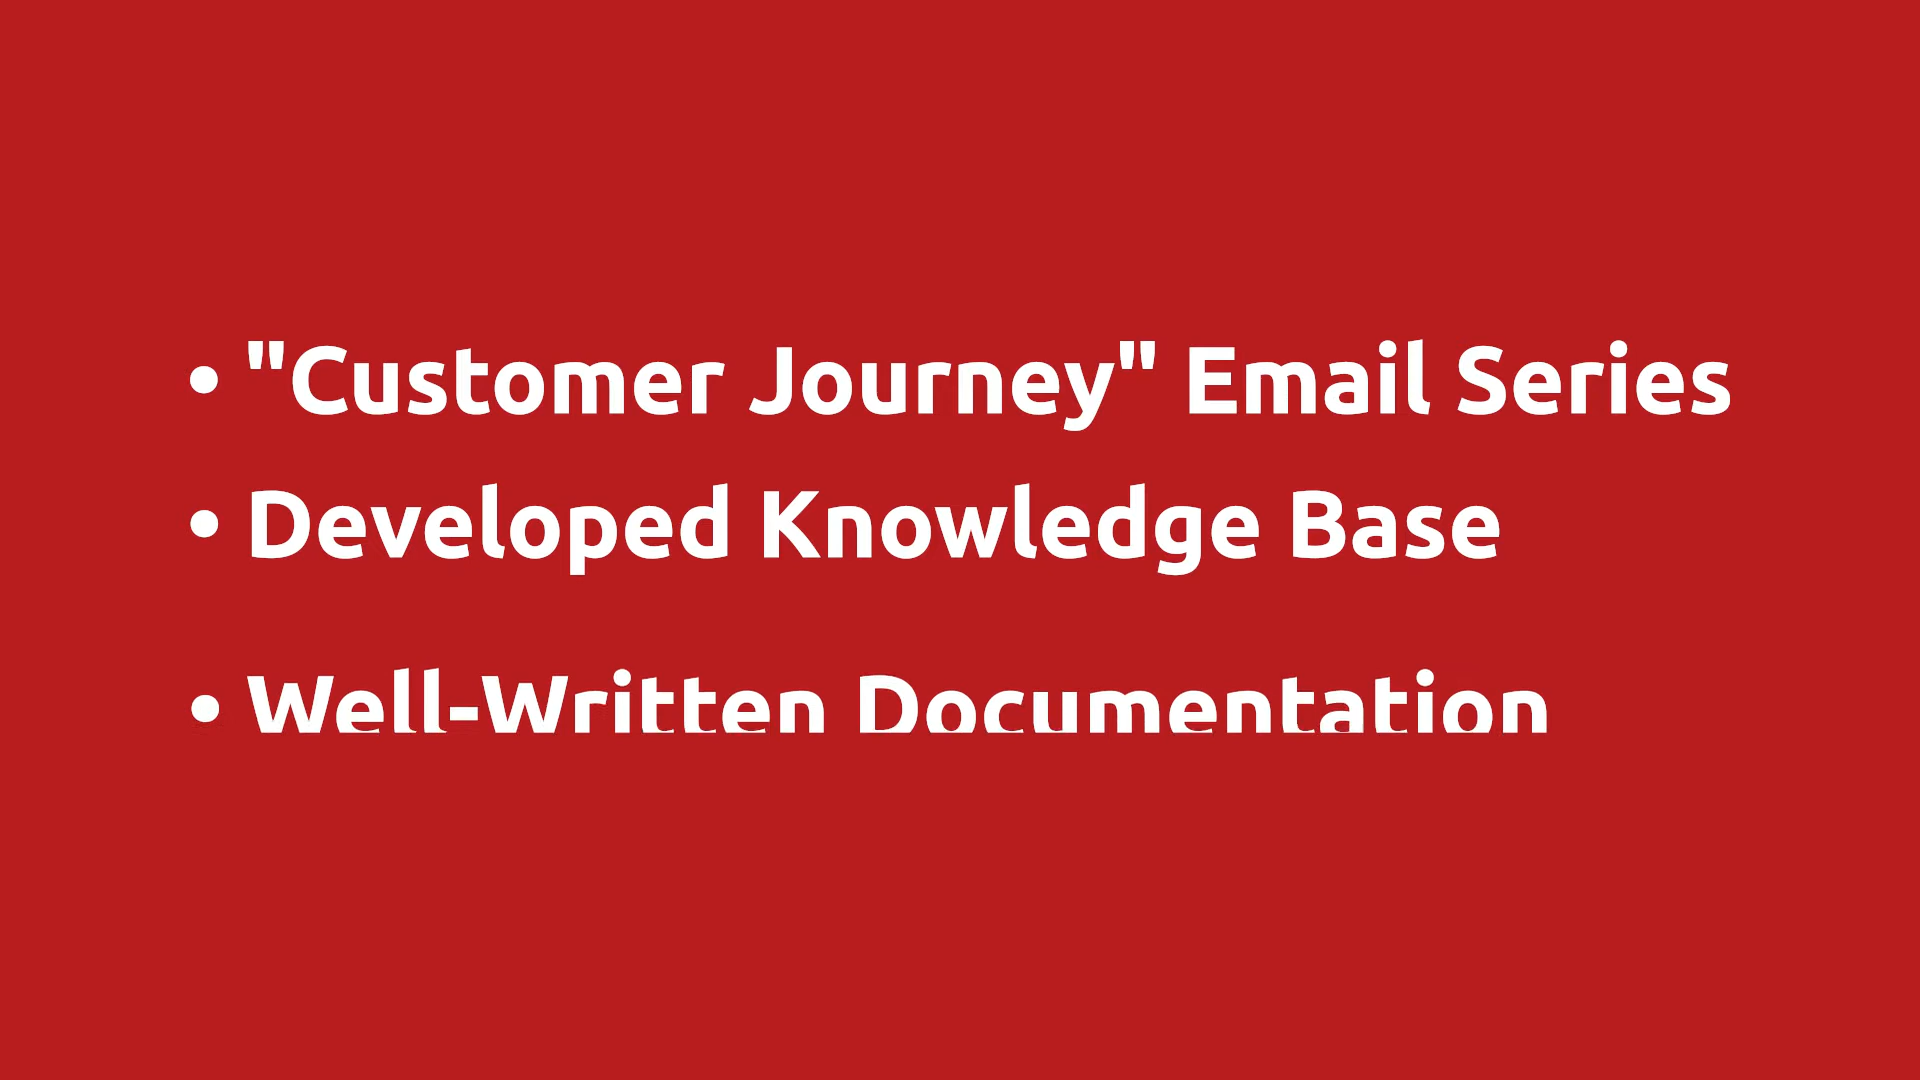 • "Customer Journey" Email Series
• Developed Knowledge Base
• Well-Written Documentation